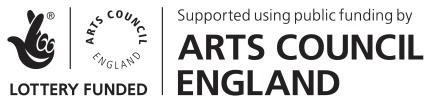 ®
ARTS COUNCIL
ENGLAND
LOTTERY FUNDED
Supported using public funding by
ARTS COUNCIL
ENGLAND